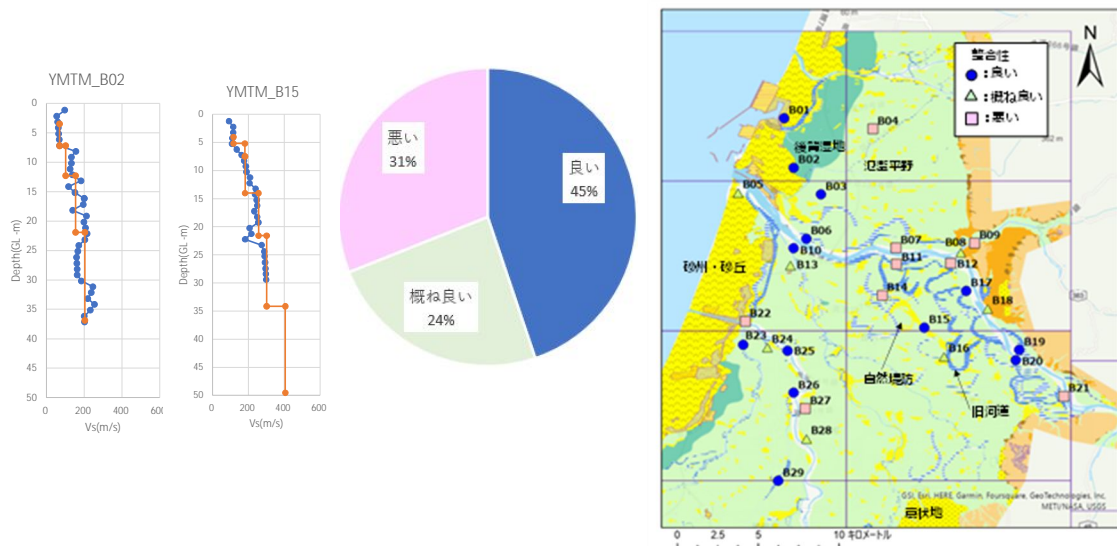 YMTM_B02
0
5
10
15
20
25
30
35
40
45
50
Depth(GL -m)
0 200 400 600
Vs(m/s)
YMTM_B15
0
5
10
15
20
25
30
35
40
45
50
Depth(GL -m)
0 200 400 600
Vs(m/s)
悪い
31%
良い
45%
概ね良い
24%
N
整合性
:良い
:概ね良い
:悪い
B01
B04
後背湿地
氾濫平野
B02
B05
B03
B06
B07
B08
B09
B10
B11
B12
B13
砂州・砂丘
B14
B17
B18
B22
B15
B23
B24
B25
B16
B19
B20
自然堤防
B21
B26
B27
旧河道
B28
B29
GSI, Esri, HERE, Garmin, Foursquare, GeoTechnologies, Inc,
METI/NASA, USGS
0 2.5 5 10 キロメートル